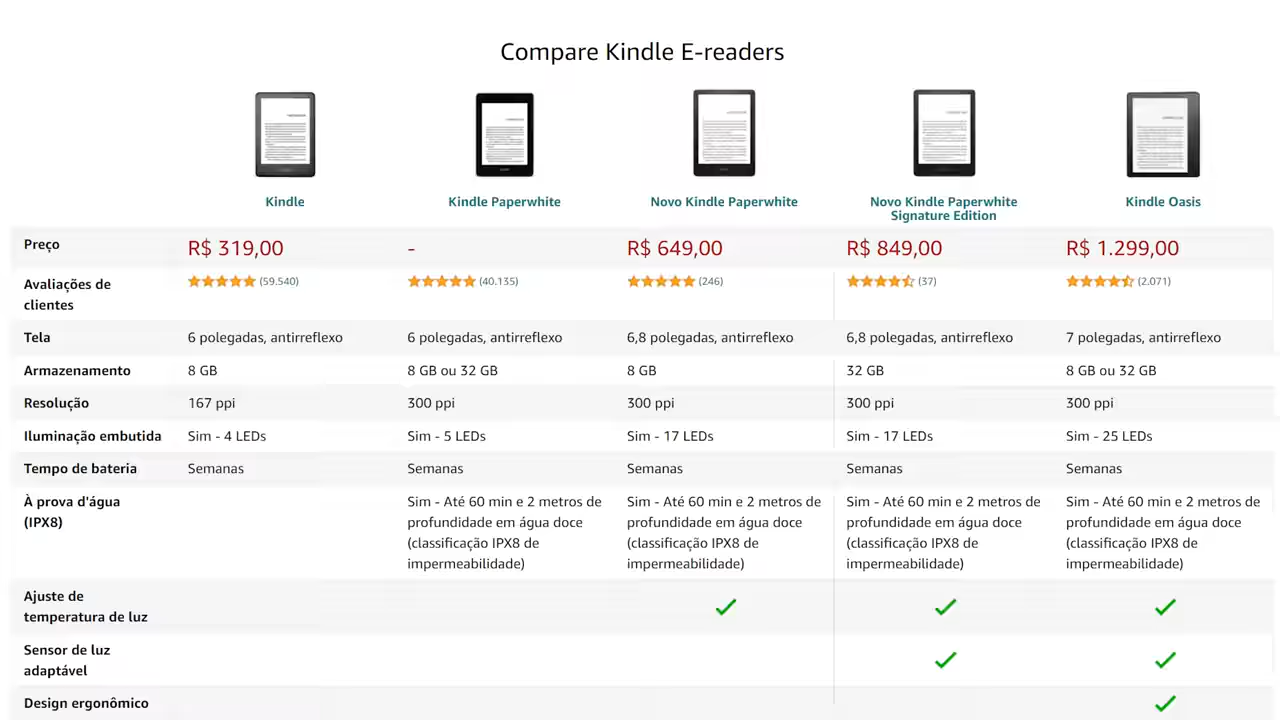 Compare Kindle E-readers
Kindle
Kindle Paperwhite
Novo Kindle Paperwhite
Novo Kindle Paperwhite
Signature Edition
Kindle Oasis
Preço
R$ 319,00
-
R$ 649,00
R$ 849,00
R$ 1.299,00
Avaliações de
clientes
(59.540)
(40.135)
(246)
(37)
(2.071)
Tela
6 polegadas, antirreflexo
6 polegadas, antirreflexo
6,8 polegadas, antirreflexo
6,8 polegadas, antirreflexo
7 polegadas, antirreflexo
Armazenamento
8 GB
8 GB ou 32 GB
8 GB
32 GB
8 GB ou 32 GB
Resolução
167 ppi
300 ppi
300 ppi
300 ppi
300 ppi
Iluminação embutida
Sim - 4 LEDs
Sim - 5 LEDs
Sim - 17 LEDs
Sim - 17 LEDs
Sim - 25 LEDs
Tempo de bateria
Semanas
Semanas
Semanas
Semanas
Semanas
À prova d'água
(IPX8)
Sim - Até 60 min e 2 metros de
profundidade em água doce
(classificação IPX8 de
impermeabilidade)
Sim - Até 60 min e 2 metros de
profundidade em água doce
(classificação IPX8 de
impermeabilidade)
Sim - Até 60 min e 2 metros de
profundidade em água doce
(classificação IPX8 de
impermeabilidade)
Sim - Até 60 min e 2 metros de
profundidade em água doce
(classificação IPX8 de
impermeabilidade)
Ajuste de
temperatura de luz
Sensor de luz
adaptável
Design ergonômico